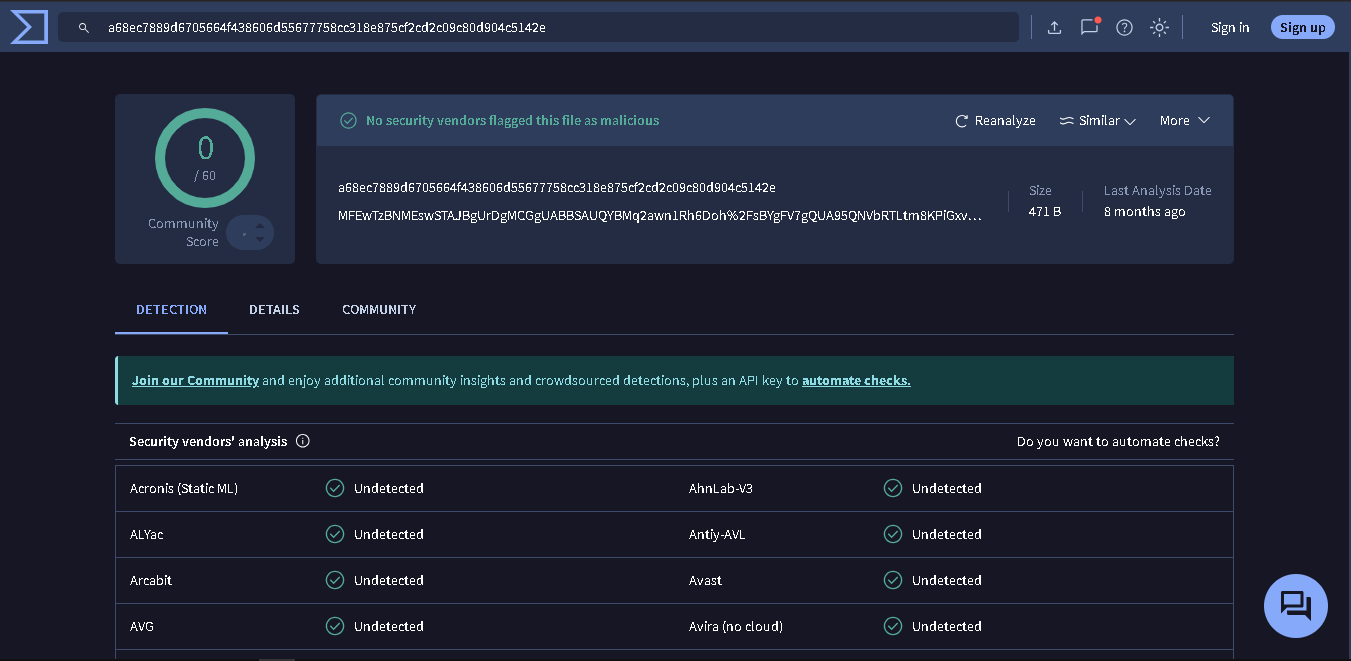 a68ec7889d6705664f438606d55677758cc318e875cf2cd2c09c80d904c5142e
Sign in
Sign up
0
/ 60
Community
Score
No security vendors flagged this file as malicious
Reanalyze
Similar
More
a68ec7889d6705664f438606d55677758cc318e875cf2cd2c09c80d904c5142e
MFEwTzBNMEswSTAJBgUrDgMCGgUABBSAUQYBMq2awn1Rh6Doh%2FsBYgFV7gQUA95QNVbRTLtm8KPiGxv…
Size
471 B
Last Analysis Date
8 months ago
DETECTION
DETAILS
COMMUNITY
Join our Community and enjoy additional community insights and crowdsourced detections, plus an API key to automate checks.
Security vendors' analysis
Do you want to automate checks?
Acronis (Static ML) Undetected AhnLab-V3 Undetected
ALYac Undetected Antiy-AVL Undetected
Arcabit Undetected Avast Undetected
AVG Undetected Avira (no cloud) Undetected